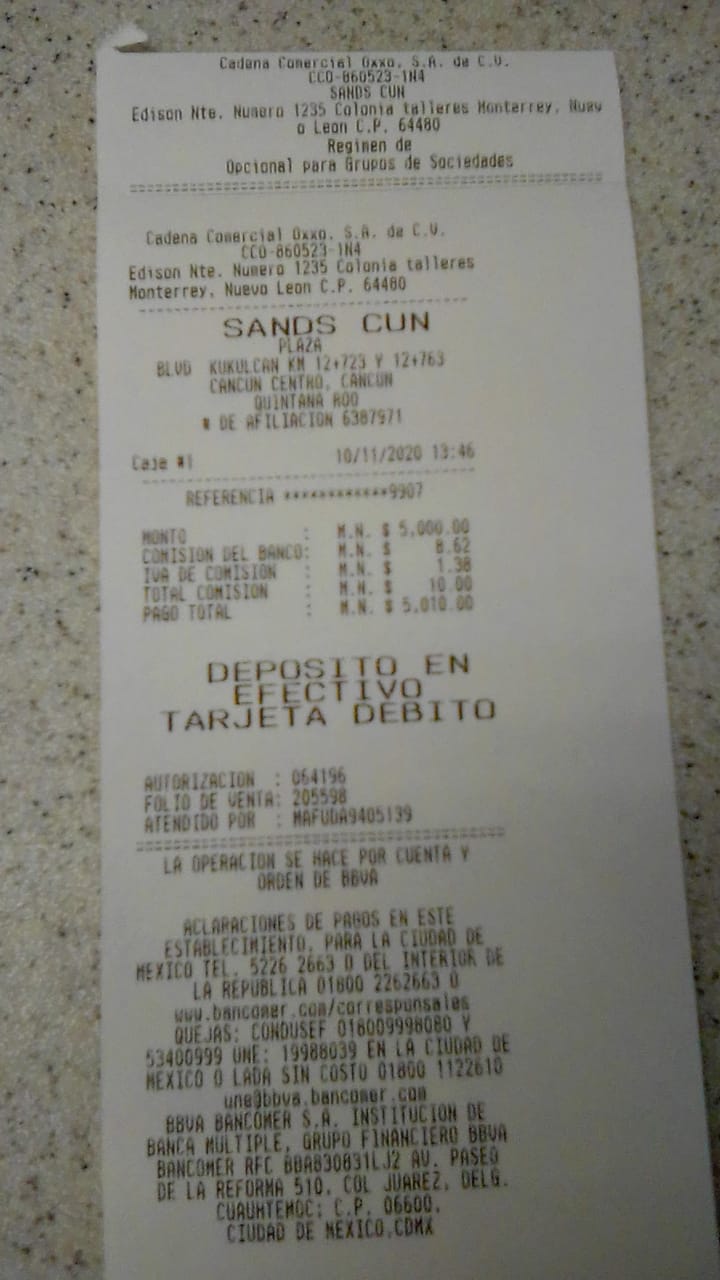 Cadena Comercial Oxxo, S.A. de C.V.
CCO-860523-1N4
SANDS CUN
Edison Nte. Numero 1235 Colonia talleres Monterrey, Nuev
o Leon C.P. 64480
Regimen de
Opcional para Grupos de Sociedades
Cadena Comercial Oxxo, S.A. de C.V.
CCO-860523-1N4
Edison Nte. Numero 1235 Colonia talleres
Monterrey, Nuevo Leon C.P. 64480
SANDS CUN
PLAZA
BLVD KUKULCAN KM 12+723 Y 12+763
CANCUN CENTRO, CANCUN
QUINTANA ROO
# DE AFILIACION 6387971
Caja #1 10/11/2020 13:46
REFERENCIA ************9907
MONTO : M.N. $ 5,000.00
COMISION DEL BANCO: M.N. $ 8.62
IVA DE COMISION : M.N. $ 1.38
TOTAL COMISION : M.N. $ 10.00
PAGO TOTAL : M.N. $ 5,010.00
DEPOSITO EN
EFECTIVO
TARJETA DEBITO
AUTORIZACION : 064196
FOLIO DE VENTA: 205598
ATENDIDO POR : MAFUDA9405139
LA OPERACION SE HACE POR CUENTA Y
ORDEN DE BBVA
ACLARACIONES DE PAGOS EN ESTE
ESTABLECIMIENTO, PARA LA CIUDAD DE
MEXICO TEL. 5226 2663 O DEL INTERIOR DE
LA REPUBLICA 01800 2262663 O
www.bancomer.com/corresponsales
QUEJAS: CONDUSEF 018009998080 Y
53400999 UNE: 19988039 EN LA CIUDAD DE
MEXICO O LADA SIN COSTO 01800 1122610
une@bbva.bancomer.com
BBVA BANCOMER S.A. INSTITUCION DE
BANCA MULTIPLE, GRUPO FINANCIERO BBVA
BANCOMER RFC BBA830831LJ2 AV. PASEO
DE LA REFORMA 510, COL JUAREZ, DELG.
CUAUHTEMOC; C.P. 06600,
CIUDAD DE MEXICO,CDMX